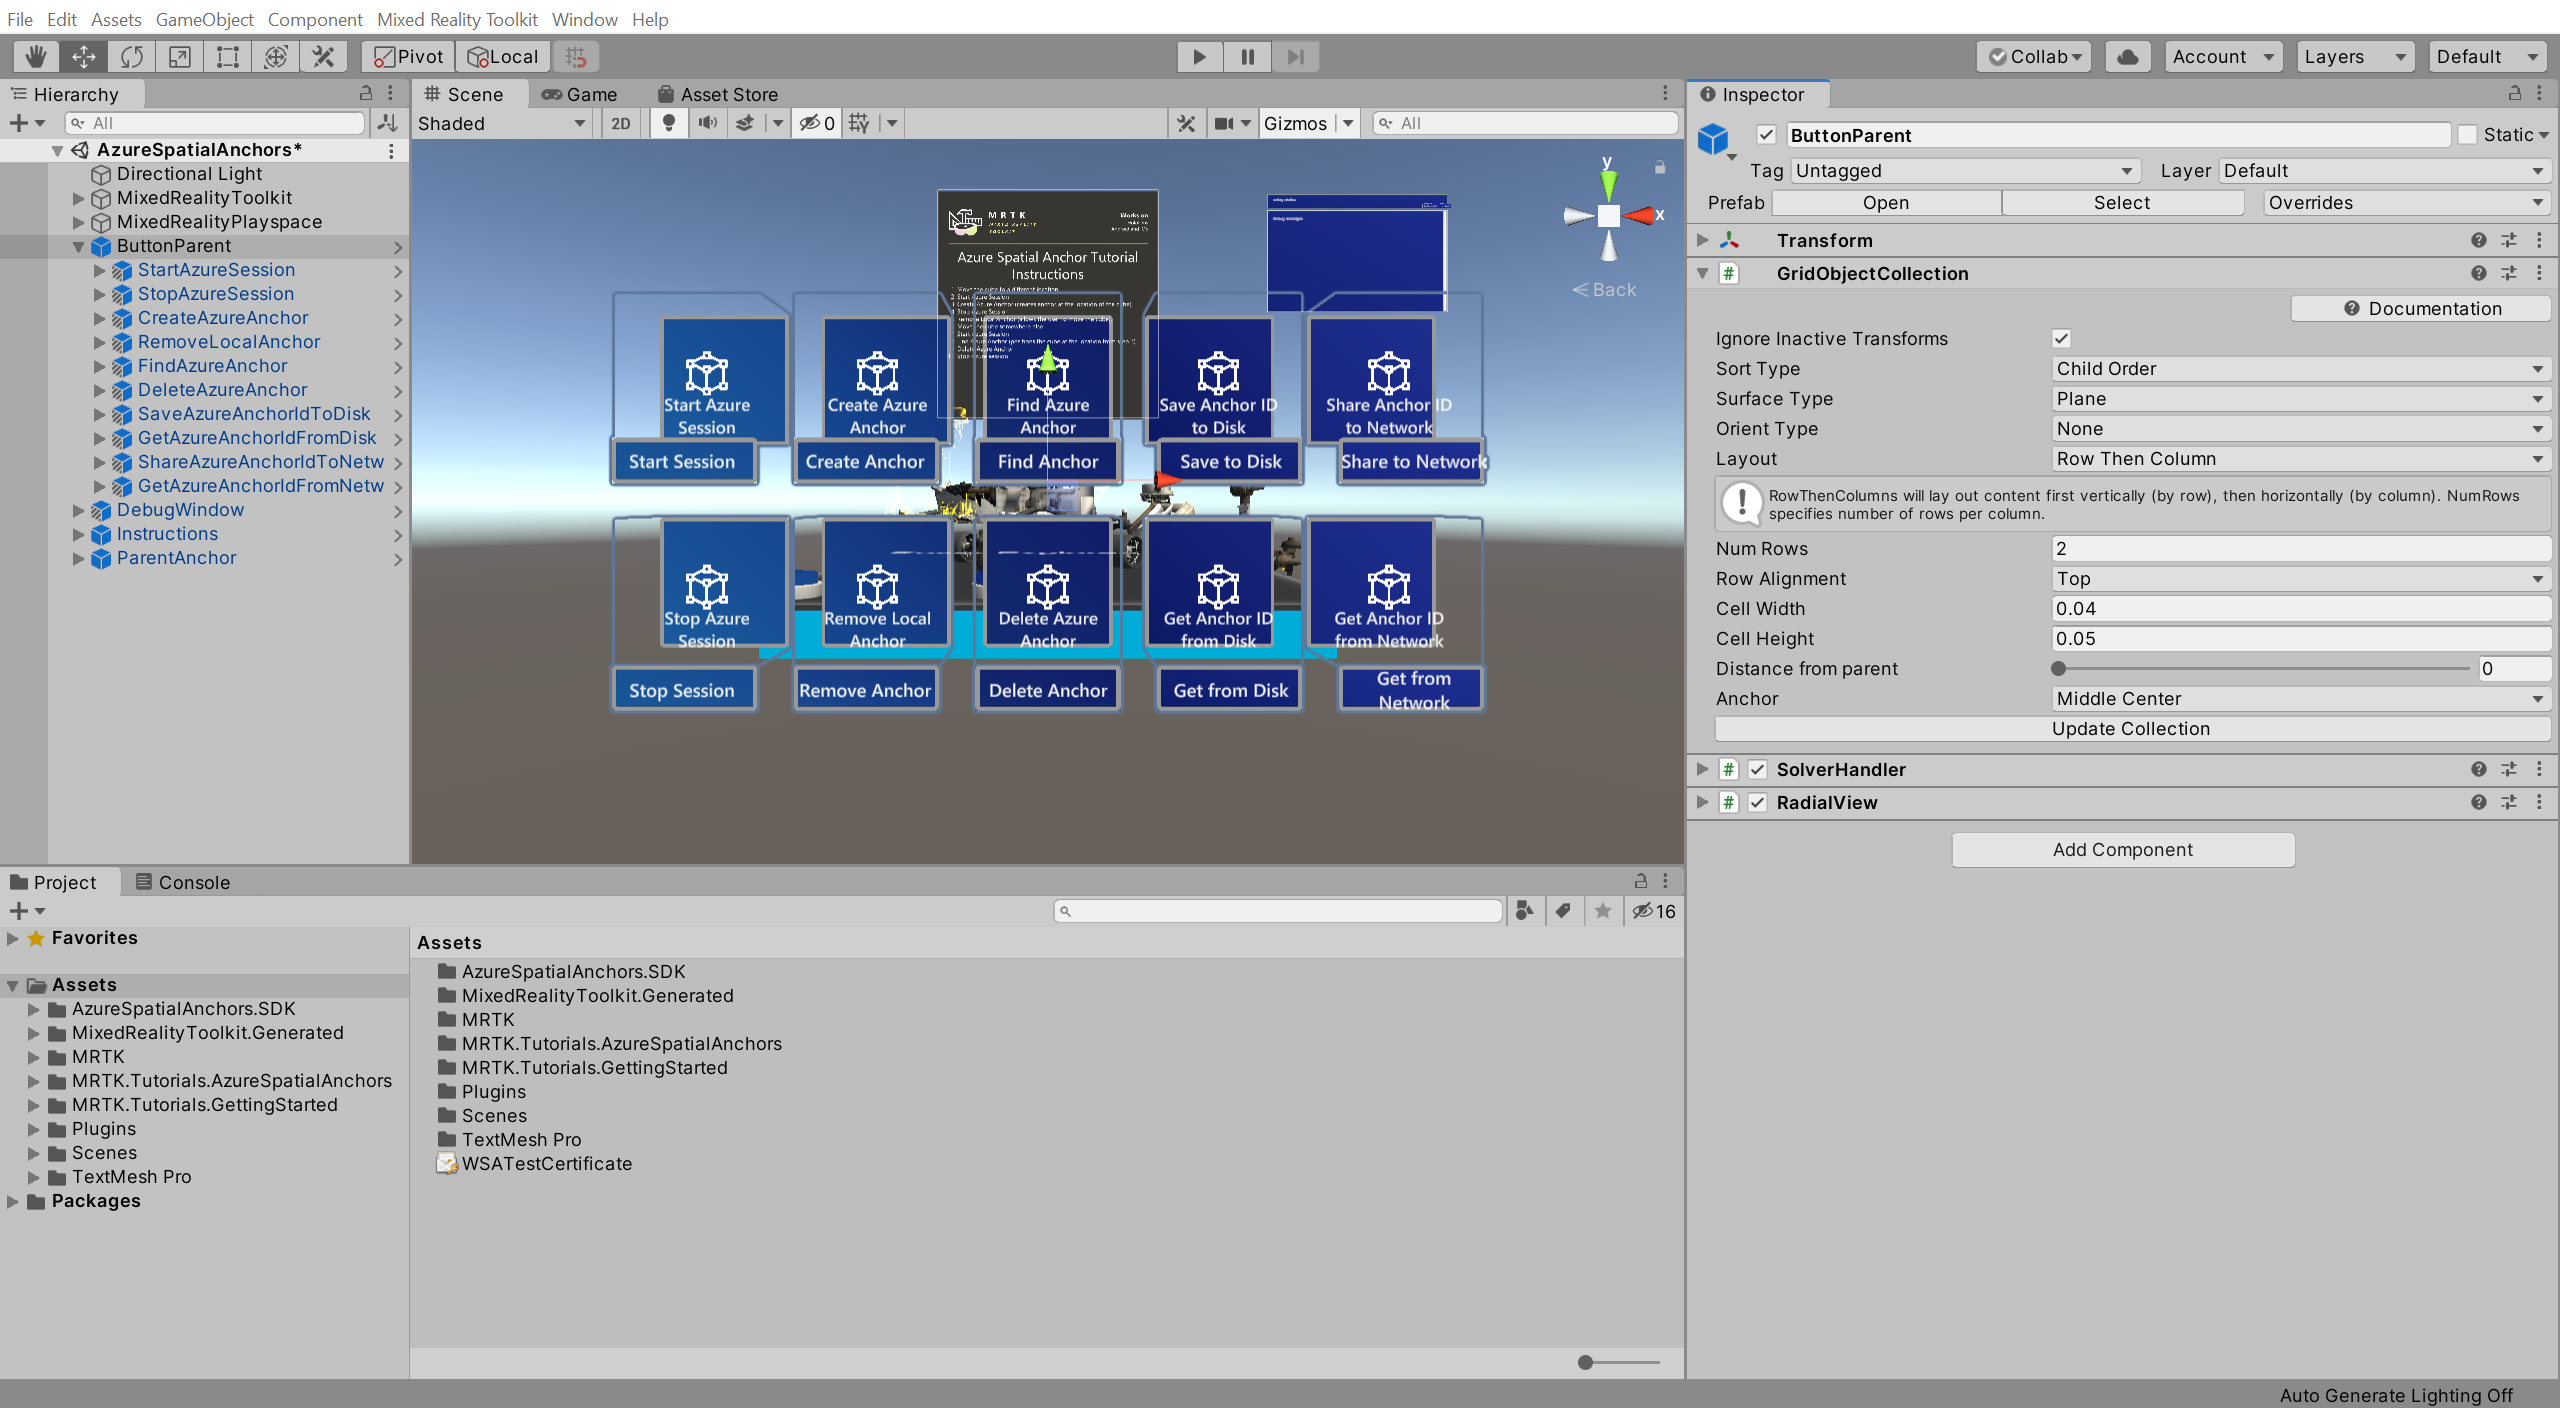 File Edit Assets GameObject Component Mixed Reality Toolkit Window Help
Pivot Local
Collab Account Layers Default
Hierarchy
All
AzureSpatialAnchors*
Directional Light
MixedRealityToolkit
MixedRealityPlayspace
ButtonParent
StartAzureSession
StopAzureSession
CreateAzureAnchor
RemoveLocalAnchor
FindAzureAnchor
DeleteAzureAnchor
SaveAzureAnchorIdToDisk
GetAzureAnchorIdFromDisk
ShareAzureAnchorIdToNetw
GetAzureAnchorIdFromNetw
DebugWindow
Instructions
ParentAnchor
Scene Game Asset Store
Shaded 2D 0 Gizmos All
y
x
Back
MRTK
MIXED REALITY
TOOLKIT
Works on
Azure Spatial Anchor Tutorial
Instructions
Start Azure
Session
Create Azure
Anchor
Find Azure
Anchor
Save Anchor ID
to Disk
Share Anchor ID
to Network
Start Session
Create Anchor
Find Anchor
Save to Disk
Share to Network
Stop Azure
Session
Remove Local
Anchor
Delete Azure
Anchor
Get Anchor ID
from Disk
Get Anchor ID
from Network
Stop Session
Remove Anchor
Delete Anchor
Get from Disk
Get from
Network
Inspector
ButtonParent Static
Tag Untagged Layer Default
Prefab Open Select Overrides
Transform
# GridObjectCollection
Documentation
Ignore Inactive Transforms
Sort Type Child Order
Surface Type Plane
Orient Type None
Layout Row Then Column
RowThenColumns will lay out content first vertically (by row), then horizontally (by column). NumRows
specifies number of rows per column.
Num Rows 2
Row Alignment Top
Cell Width 0.04
Cell Height 0.05
Distance from parent 0
Anchor Middle Center
Update Collection
# SolverHandler
# RadialView
Add Component
Project Console
16
Favorites
Assets
AzureSpatialAnchors.SDK
MixedRealityToolkit.Generated
MRTK
MRTK.Tutorials.AzureSpatialAnchors
MRTK.Tutorials.GettingStarted
Plugins
Scenes
TextMesh Pro
Packages
Assets
AzureSpatialAnchors.SDK
MixedRealityToolkit.Generated
MRTK
MRTK.Tutorials.AzureSpatialAnchors
MRTK.Tutorials.GettingStarted
Plugins
Scenes
TextMesh Pro
WSATestCertificate
Auto Generate Lighting Off